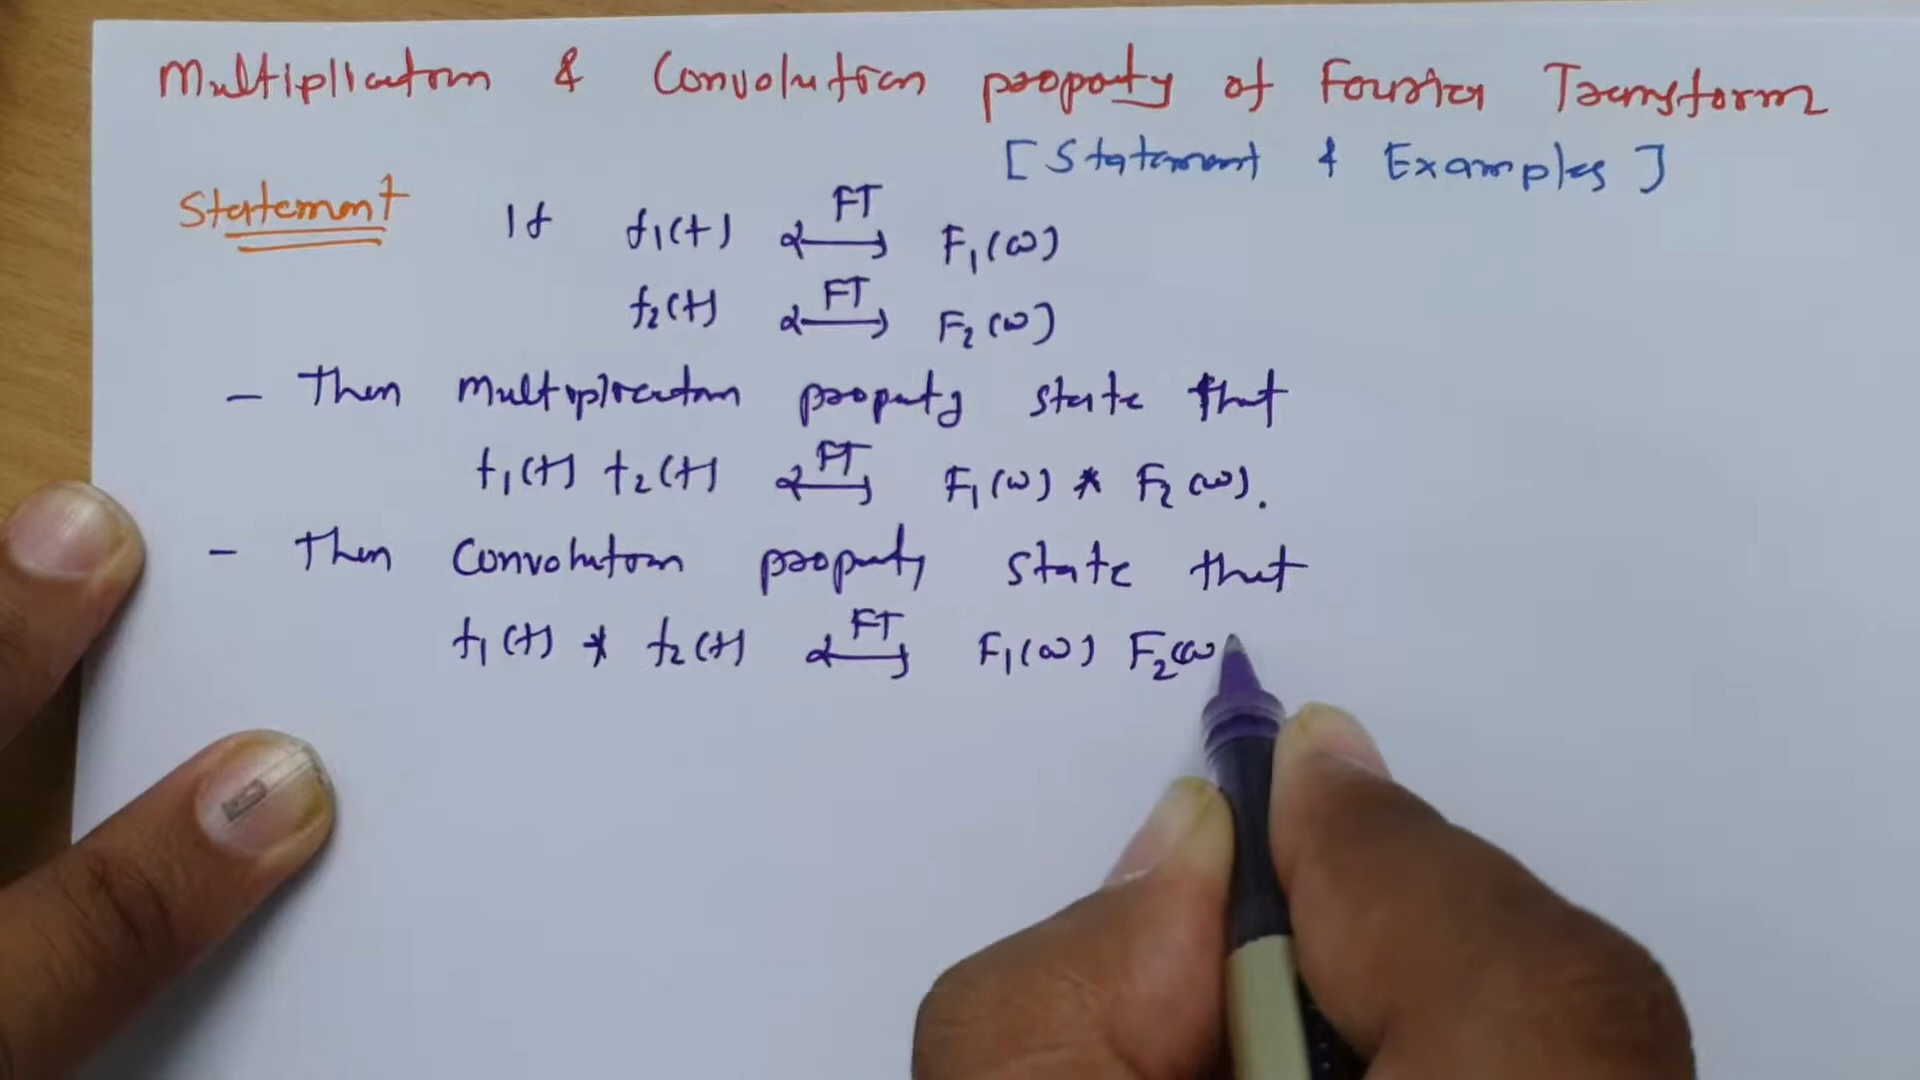 Multiplication & Convolution property of Fourier Transform
[Statement & Examples]
Statement If f₁(t) ⟷ FT F₁(ω)
f₂(t) ⟷ FT F₂(ω)
- Then Multiplication property state that
f₁(t) f₂(t) ⟷ FT F₁(ω) * F₂(ω).
- Then Convolution property state that
f₁(t) * f₂(t) ⟷ FT F₁(ω) F₂(ω